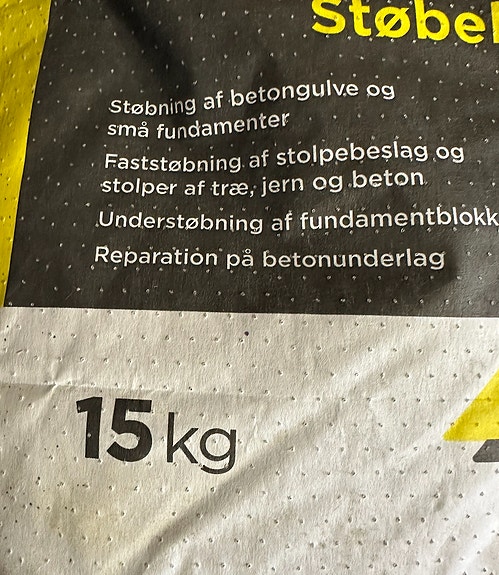 Støbe
Støbning af betongulve og
små fundamenter
Faststøbning af stolpebeslag og
stolper af træ, jern og beton
Understøbning af fundamentblokk
Reparation på betonunderlag
15 kg